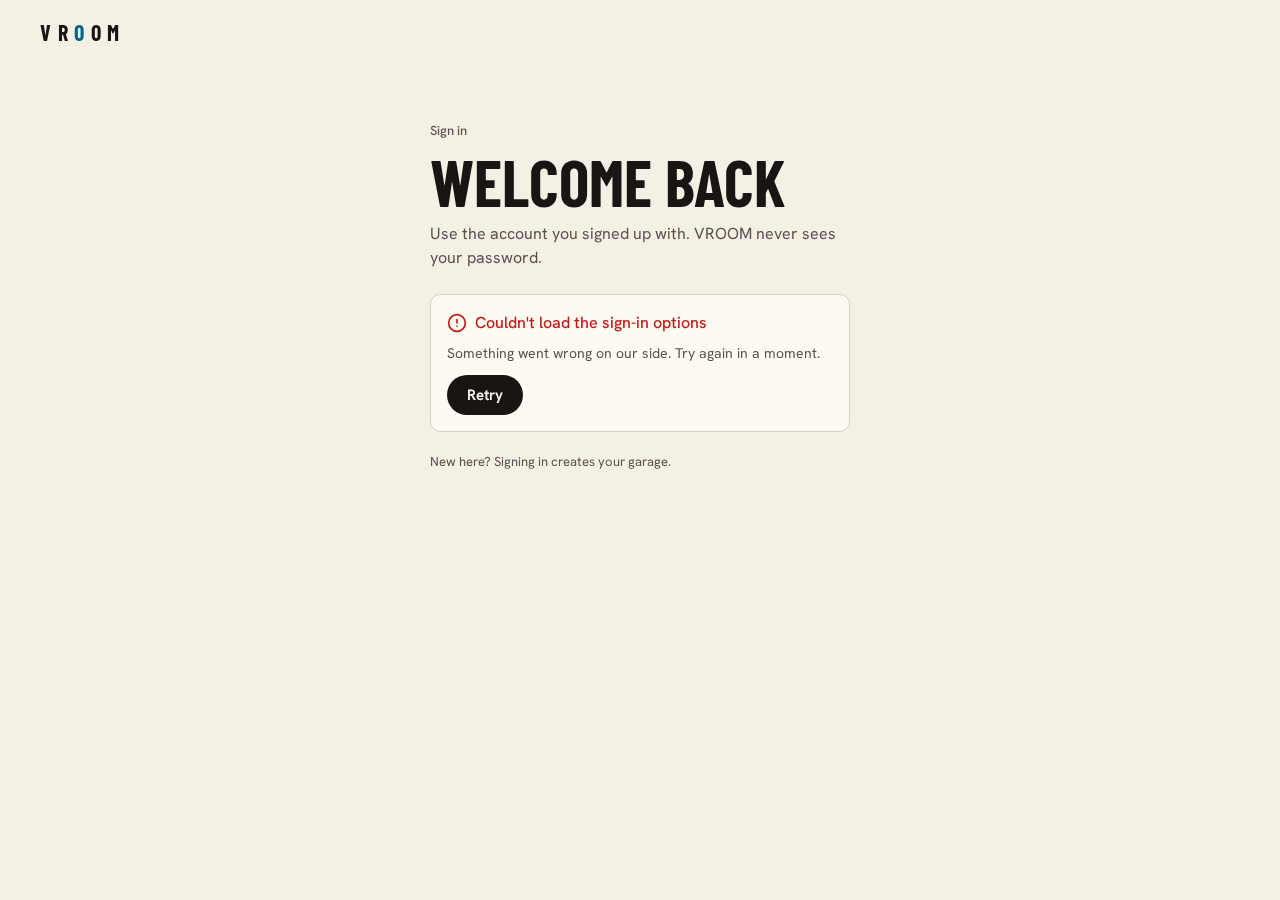 VROOM
Sign in
WELCOME BACK
Use the account you signed up with. VROOM never sees
your password.
Couldn't load the sign-in options
Something went wrong on our side. Try again in a moment.
Retry
New here? Signing in creates your garage.